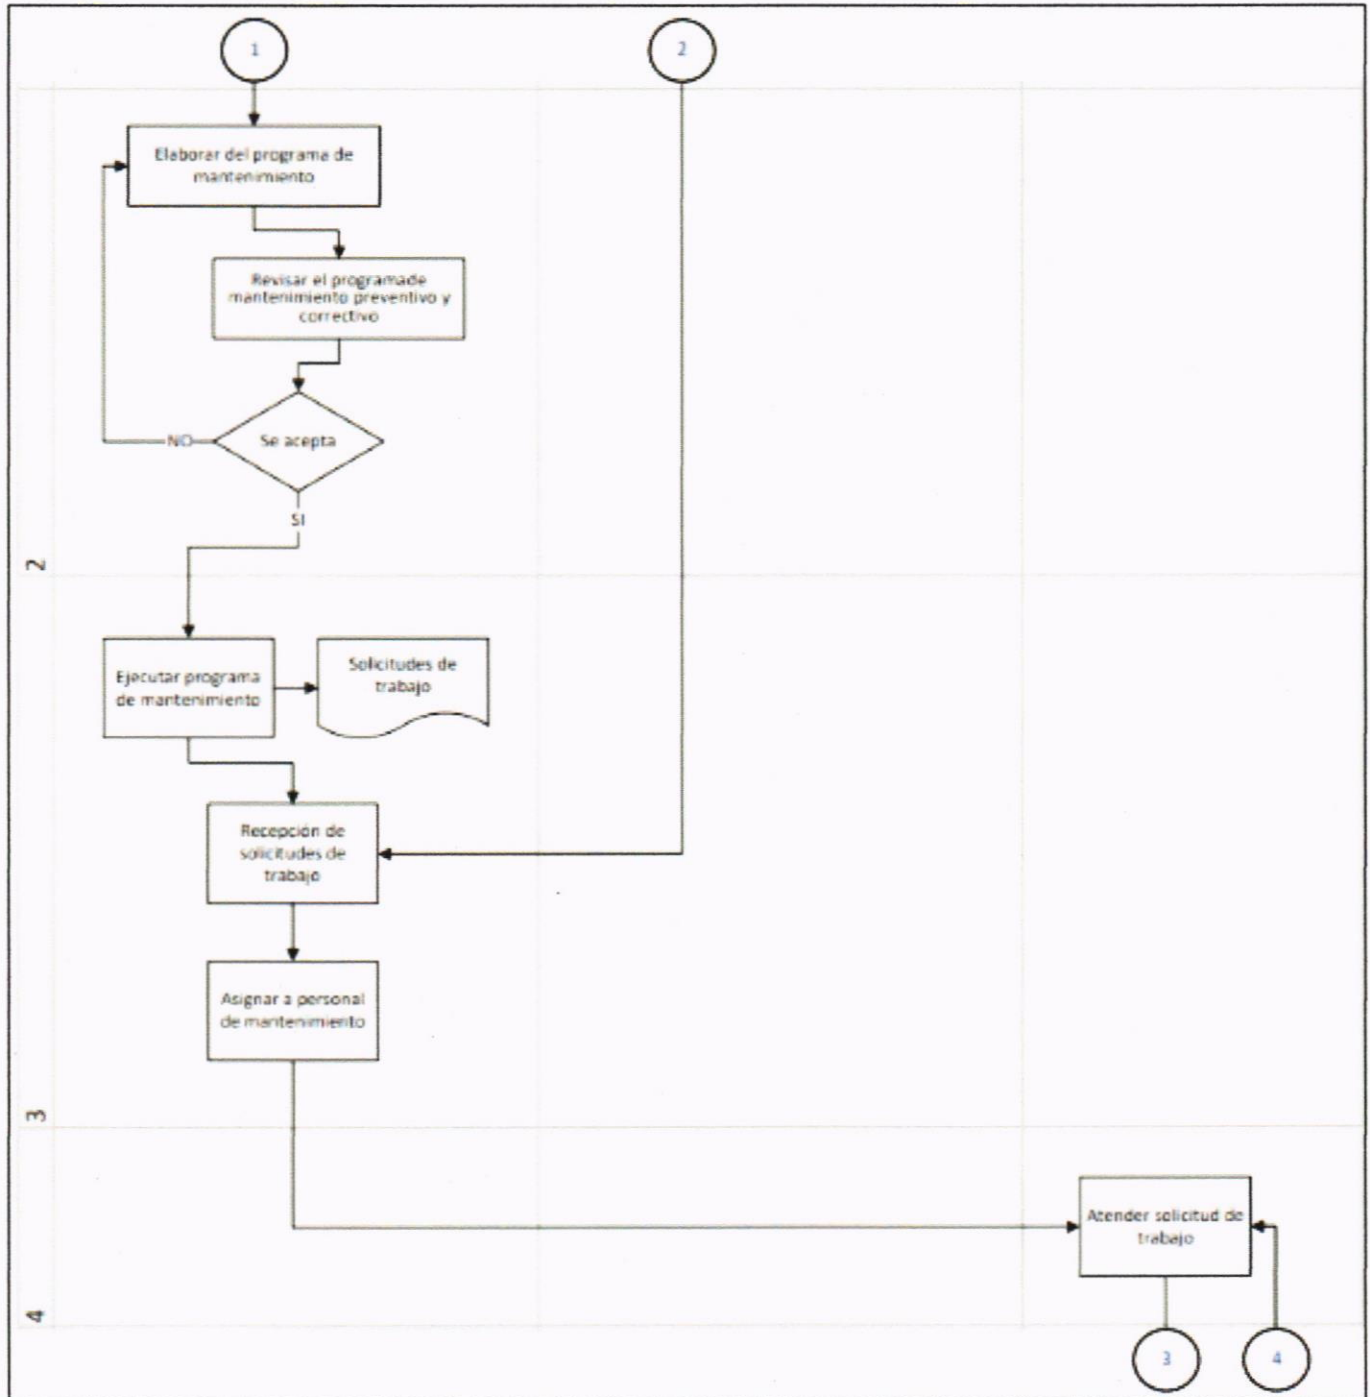 1
2
Elaborar del programa de
mantenimiento
Revisar el programade
mantenimiento preventivo y
correctivo
NO
Se acepta
SI
2
Ejecutar programa
de mantenimiento
Solicitudes de
trabajo
Recepción de
solicitudes de
trabajo
Asignar a personal
de mantenimiento
3
Atender solicitud de
trabajo
4
3
4